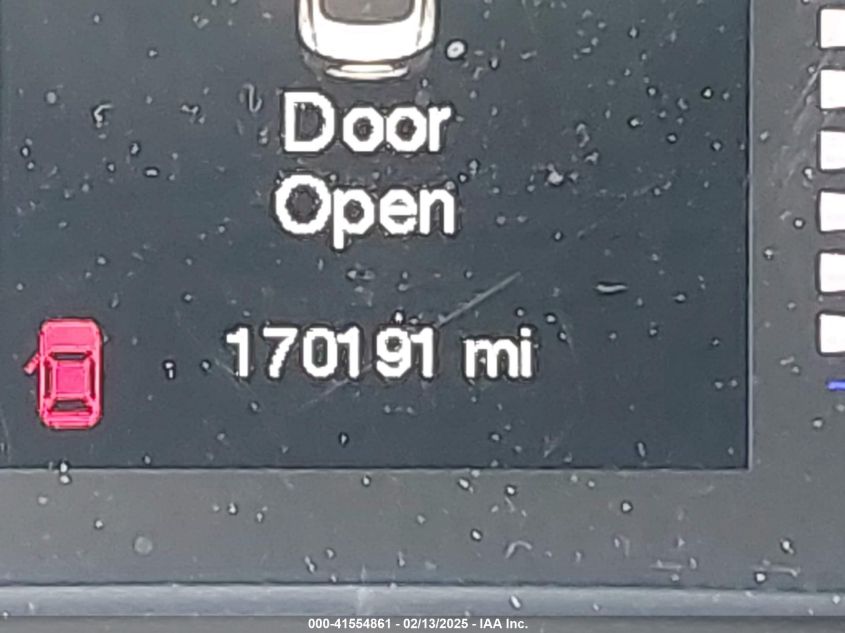 Door
Open
170191 mi
000-41554861 - 02/13/2025 - IAA Inc.